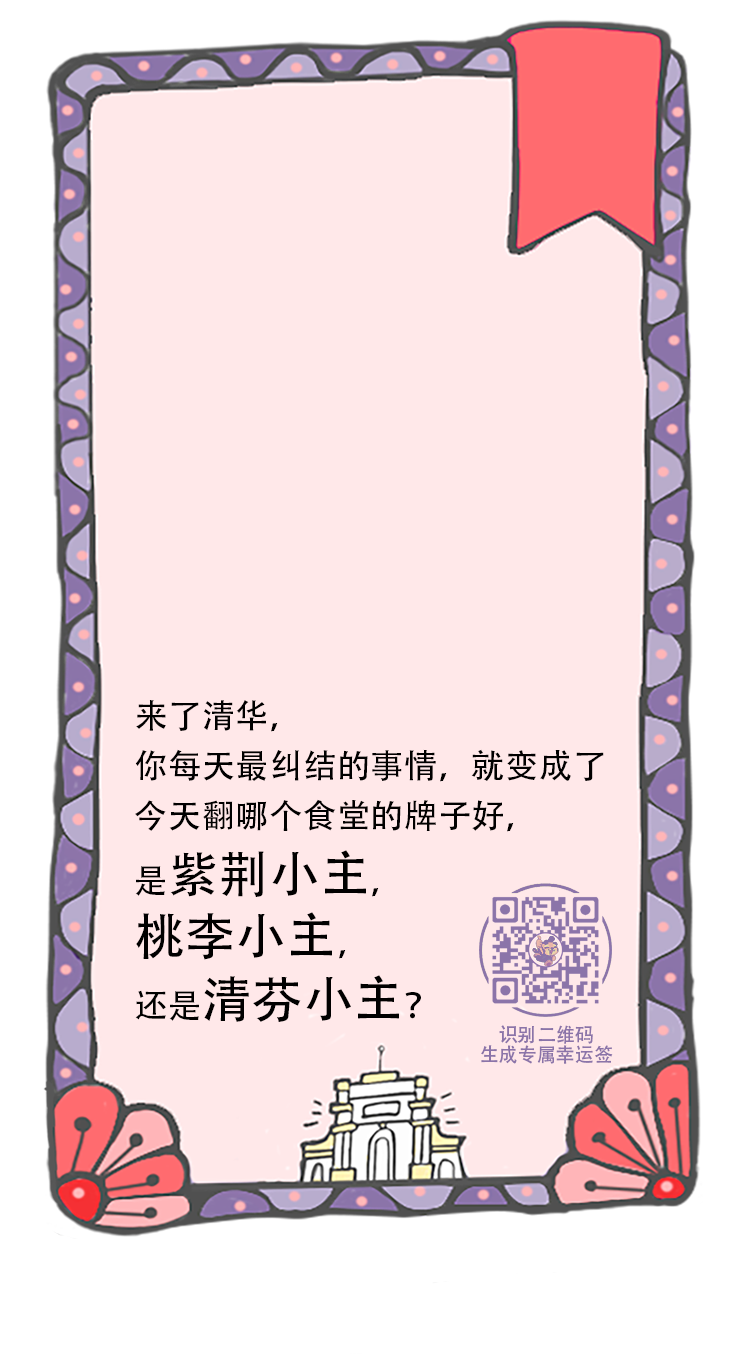 来了清华，
你每天最纠结的事情，就变成了
今天翻哪个食堂的牌子好，
是紫荆小主，
桃李小主，
还是清芬小主？
识别二维码
生成专属幸运签